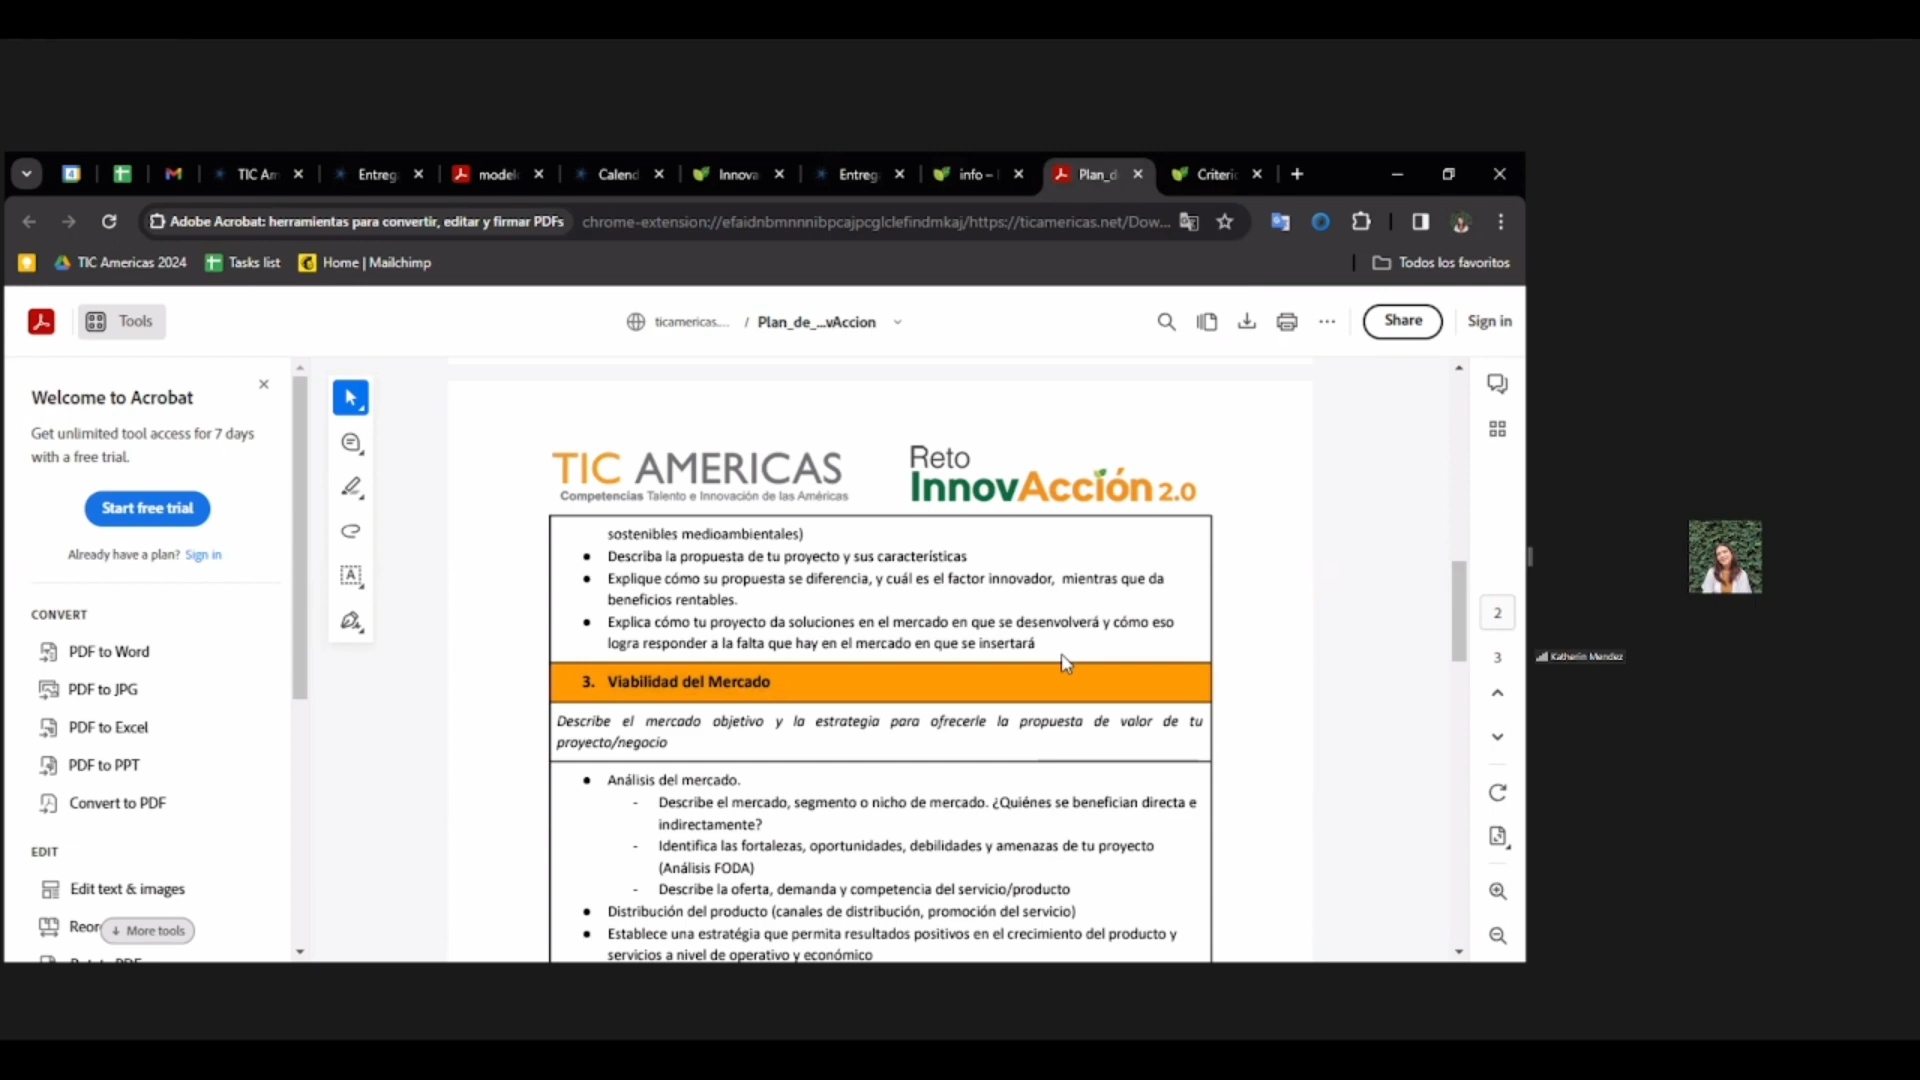 TIC Am
Entreg
model
Calend
Innova
Entreg
info –
Plan_d
Criteri
Adobe Acrobat: herramientas para convertir, editar y firmar PDFs
chrome-extension://efaidnbmnnnibpcajpcglclefindmkaj/https://ticamericas.net/Dow...
TIC Americas 2024
Tasks list
Home | Mailchimp
Todos los favoritos
Tools
ticamericas.... / Plan_de_...vAccion
Share
Sign in
Welcome to Acrobat
Get unlimited tool access for 7 days
with a free trial.
Start free trial
Already have a plan? Sign in
CONVERT
PDF to Word
PDF to JPG
PDF to Excel
PDF to PPT
Convert to PDF
EDIT
Edit text & images
Reor
More tools
TIC AMERICAS
Competencias Talento e Innovación de las Américas
Reto
InnovAcción 2.0
sostenibles medioambientales)
● Describa la propuesta de tu proyecto y sus características
● Explique cómo su propuesta se diferencia, y cuál es el factor innovador, mientras que da
beneficios rentables.
● Explica cómo tu proyecto da soluciones en el mercado en que se desenvolverá y cómo eso
logra responder a la falta que hay en el mercado en que se insertará
3. Viabilidad del Mercado
Describe el mercado objetivo y la estrategia para ofrecerle la propuesta de valor de tu
proyecto/negocio
● Análisis del mercado.
- Describe el mercado, segmento o nicho de mercado. ¿Quiénes se benefician directa e
indirectamente?
- Identifica las fortalezas, oportunidades, debilidades y amenazas de tu proyecto
(Análisis FODA)
- Describe la oferta, demanda y competencia del servicio/producto
● Distribución del producto (canales de distribución, promoción del servicio)
● Establece una estratégia que permita resultados positivos en el crecimiento del producto y
servicios a nivel de operativo y económico
2
3
Katherin Mendez